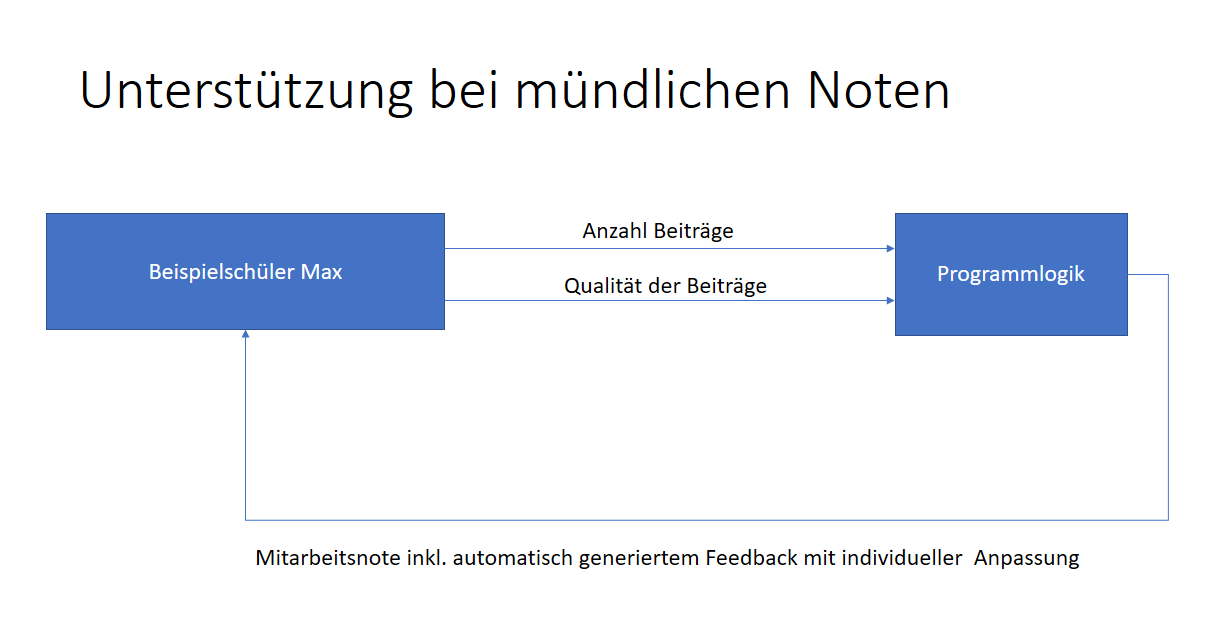 Unterstützung bei mündlichen Noten
Anzahl Beiträge
Beispielschüler Max
Programmlogik
Qualität der Beiträge
Mitarbeitsnote inkl. automatisch generiertem Feedback mit individueller  Anpassung